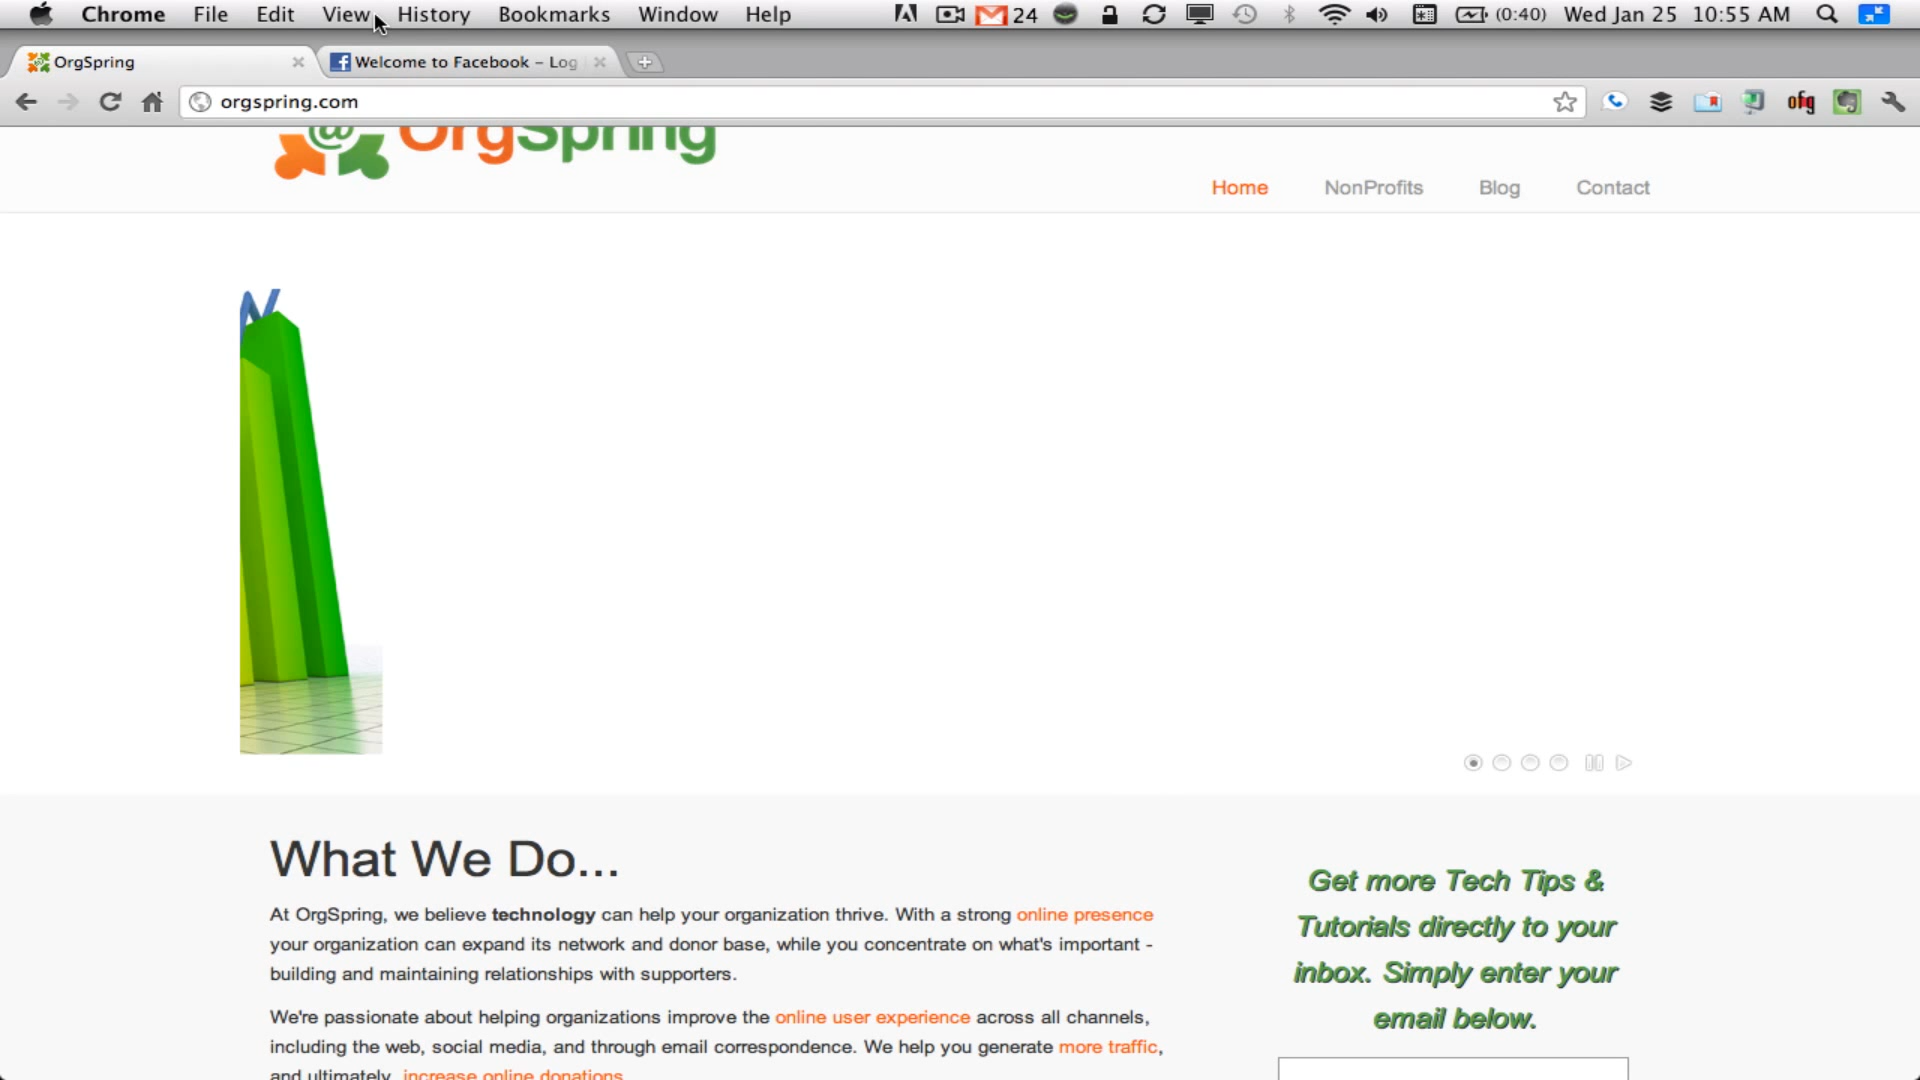 Chrome File Edit View History Bookmarks Window Help 24 (0:40) Wed Jan 25 10:55 AM
OrgSpring Welcome to Facebook – Log
orgspring.com ofg
@ OrgSpring
Home NonProfits Blog Contact
What We Do...
At OrgSpring, we believe technology can help your organization thrive. With a strong online presence
your organization can expand its network and donor base, while you concentrate on what's important -
building and maintaining relationships with supporters.
We're passionate about helping organizations improve the online user experience across all channels,
including the web, social media, and through email correspondence. We help you generate more traffic,
and ultimately, increase online donations.
Get more Tech Tips &
Tutorials directly to your
inbox. Simply enter your
email below.